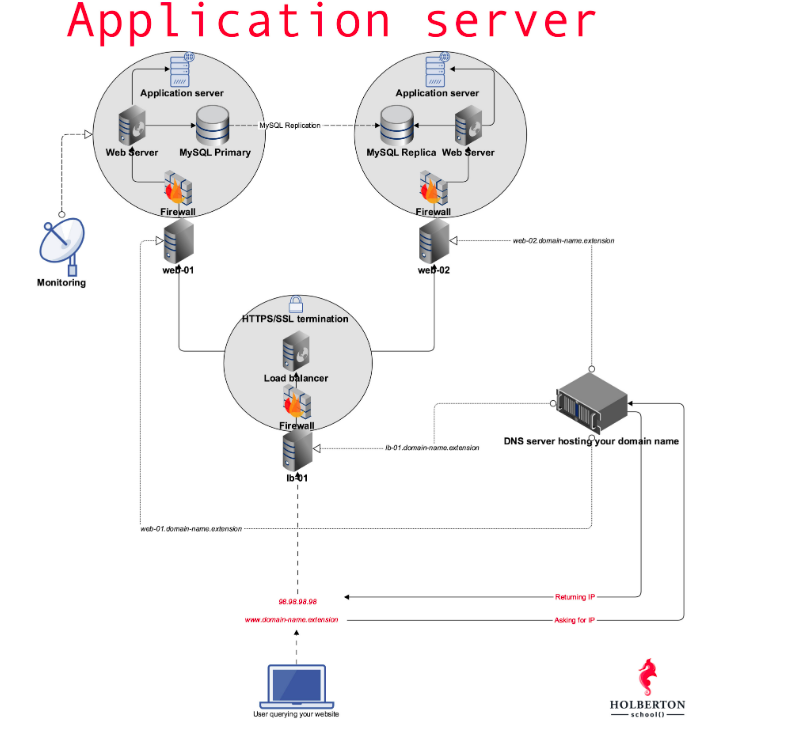 Application server
Application server
Application server
MySQL Replication
Web Server
MySQL Primary
MySQL Replica
Web Server
Firewall
Firewall
web-02.domain-name.extension
web-01
web-02
Monitoring
HTTPS/SSL termination
Load balancer
Firewall
DNS server hosting your domain name
lb-01.domain-name.extension
lb-01
web-01.domain-name.extension
98.98.98.98
Returning IP
www.domain-name.extension
Asking for IP
User querying your website
HOLBERTON
school()